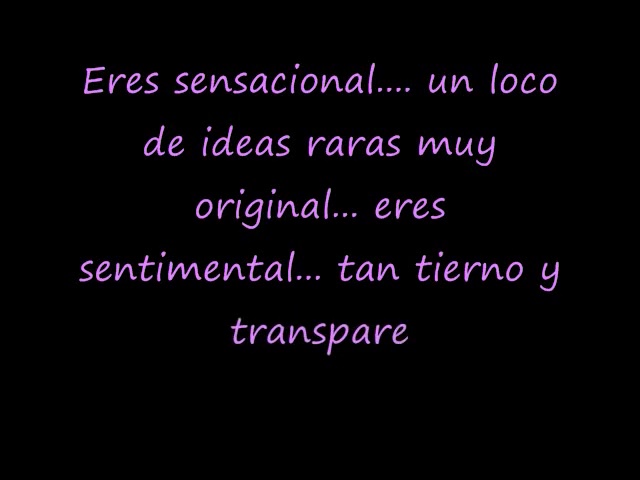 Eres sensacional.... un loco
de ideas raras muy
original... eres
sentimental... tan tierno y
transpare